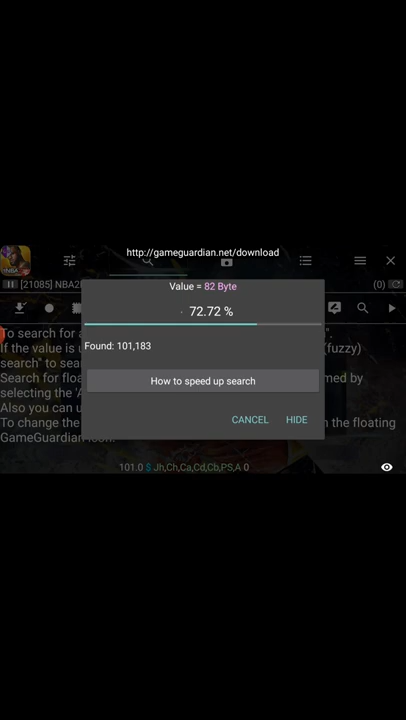 http://gameguardian.net/download
[21085] NBA2
(0)
Value = 82 Byte
72.72 %
To search for
".
If the value is
(fuzzy)
Found: 101,183
search" to sea
Search for floa
med by
How to speed up search
selecting the 'A
Also you can u
To change the
n the floating
CANCEL HIDE
GameGuardian icon.
101.0 $ Jh,Ch,Ca,Cd,Cb,PS,A 0